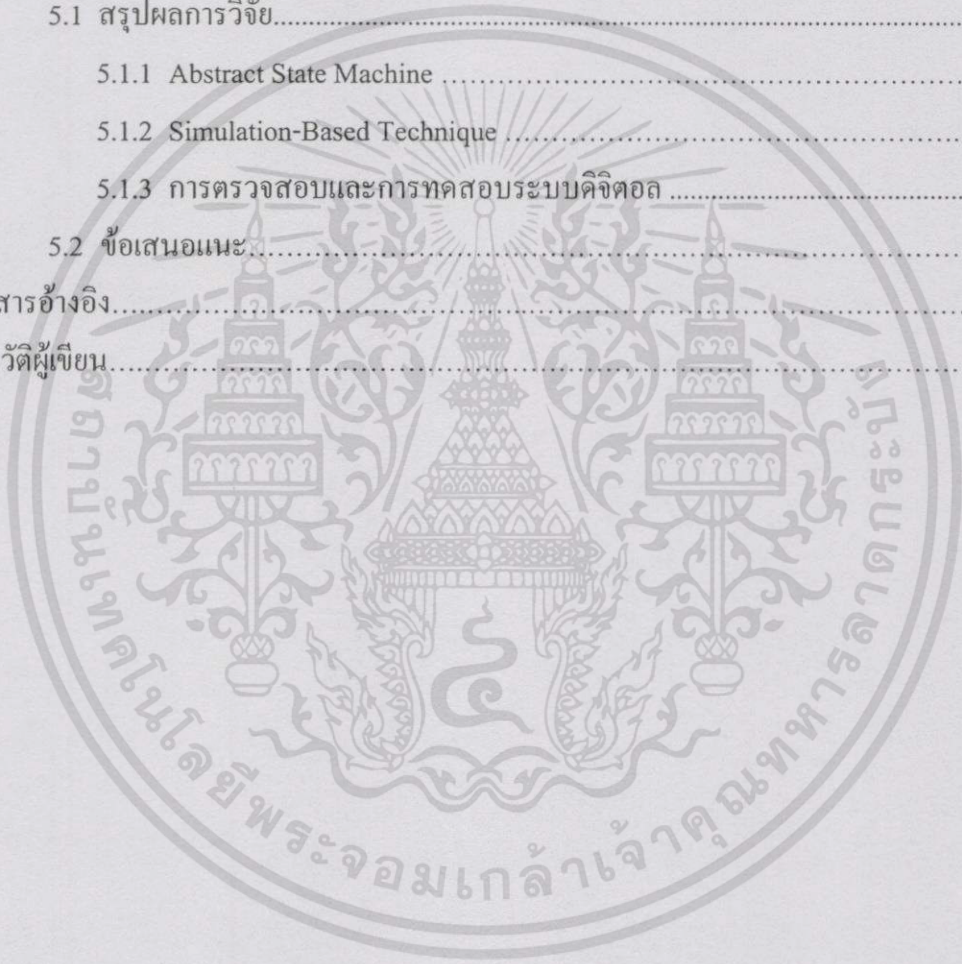 5.1 สรุปผลการวิจัย
5.1.1 Abstract State Machine
5.1.2 Simulation-Based Technique
5.1.3 การตรวจสอบและการทดสอบระบบดิจิตอล
5.2 ข้อเสนอแนะ
สารอ้างอิง
วัติผู้เขียน
สถาบันเทคโนโลยีพระจอมเกล้าเจ้าคุณทหารลาดกระบัง